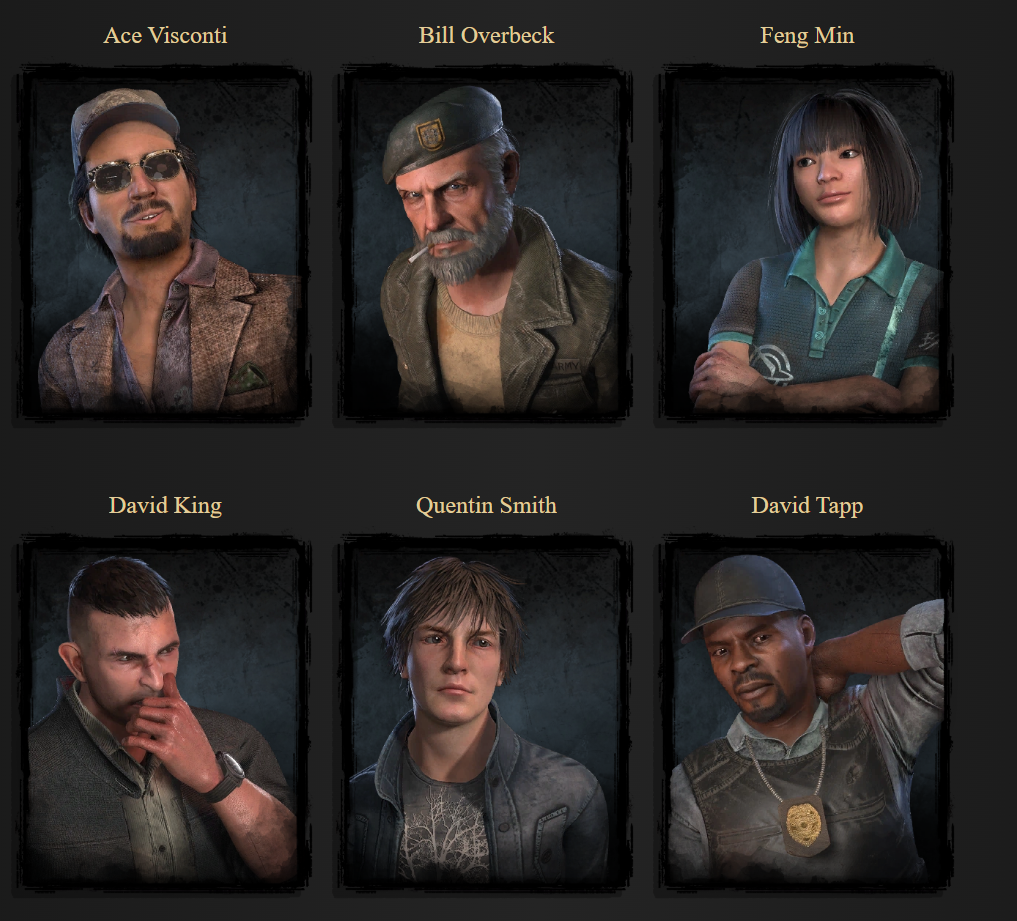 Ace Visconti
Bill Overbeck
Feng Min
David King
Quentin Smith
David Tapp